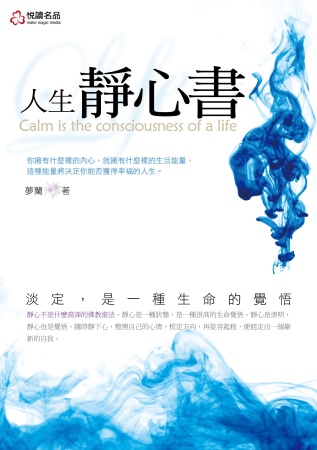 悅讀名品
make magic media
人生靜心書
Calm is the consciousness of a life
你擁有什麼樣的內心，就擁有什麼樣的生活能量，
這種能量將決定你能否獲得幸福的人生。
夢蘭 著
淡定，是一種生命的覺悟
靜心不是什麼高深的佛教密法，靜心是一種狀態，是一種很高的生命覺悟。靜心是清明，
靜心也是覺悟。隨時靜下心，整理自己的心情，校定方向，再從容起程，便能走出一個嶄
新的自我。